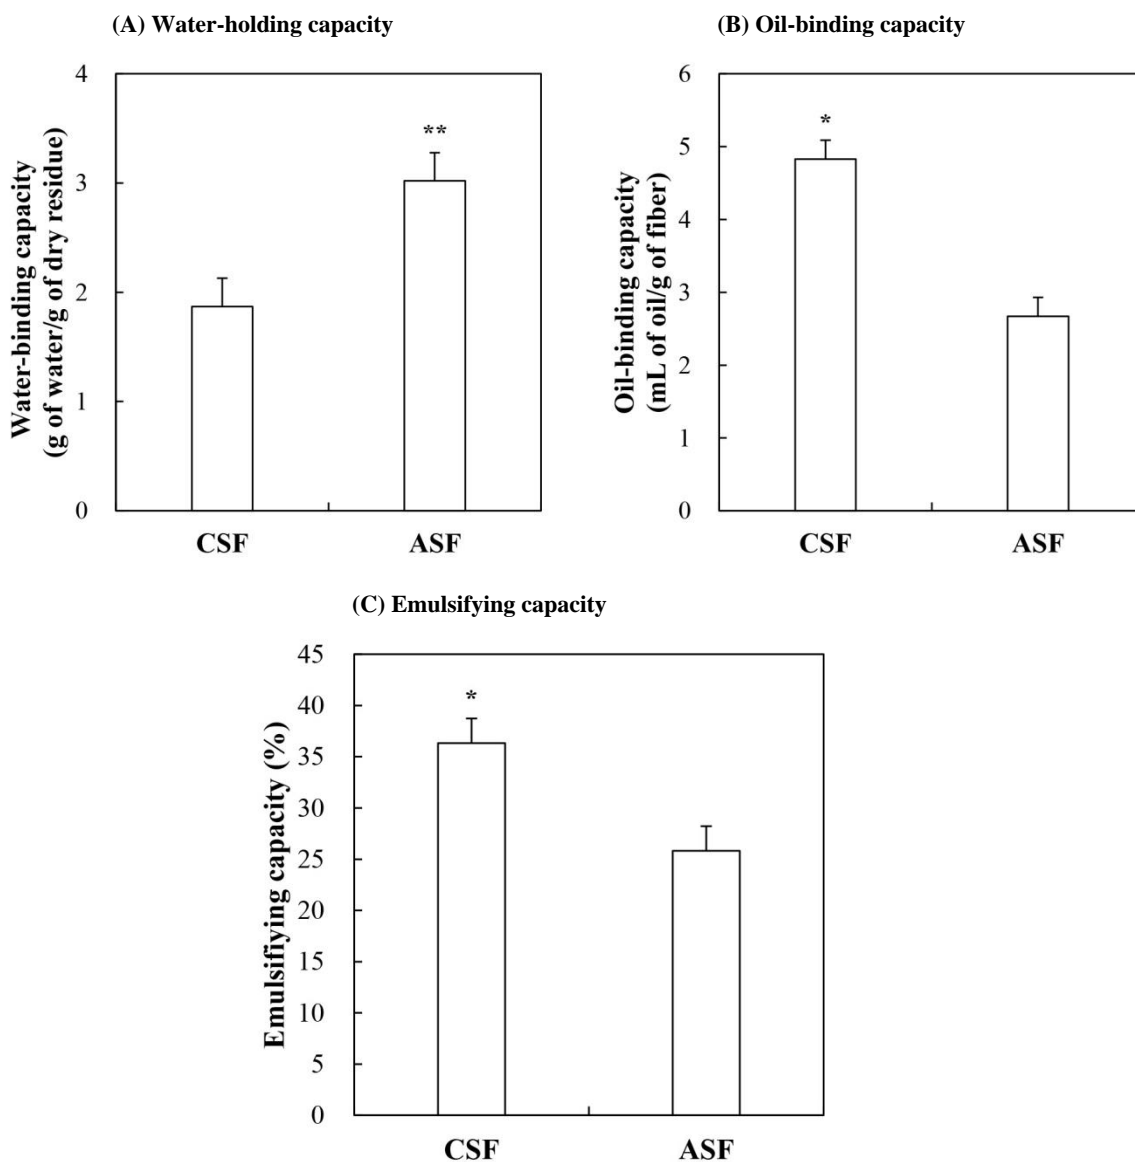 (A) Water-holding capacity
Water-binding capacity
(g of water/g of dry residue)
4
3
2
1
0
**
CSF
ASF
(B) Oil-binding capacity
Oil-binding capacity
(mL of oil/g of fiber)
6
5
4
3
2
1
0
*
CSF
ASF
(C) Emulsifying capacity
Emulsifiying capacity (%)
45
40
35
30
25
20
15
10
5
0
*
CSF
ASF